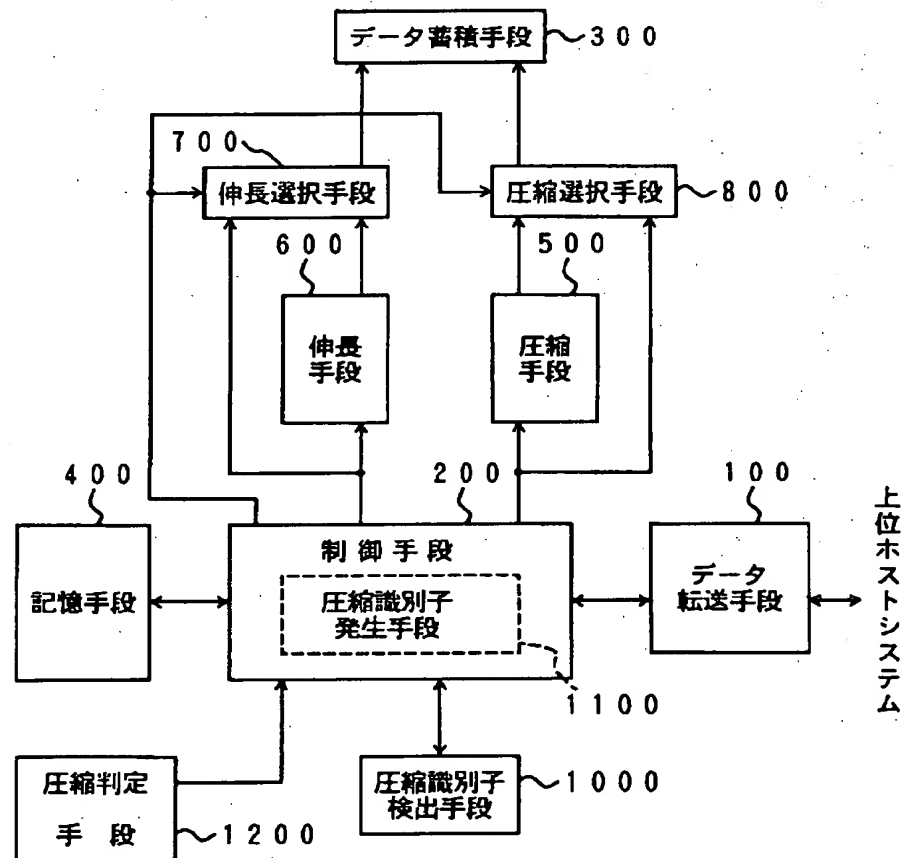 データ蓄積手段
300
700
伸長選択手段
圧縮選択手段
800
600
500
伸長
手段
圧縮
手段
400
200
100
記憶手段
制御手段
圧縮識別子
発生手段
データ
転送手段
上位ホストシステム
1100
圧縮判定
手段
1200
圧縮識別子
検出手段
1000